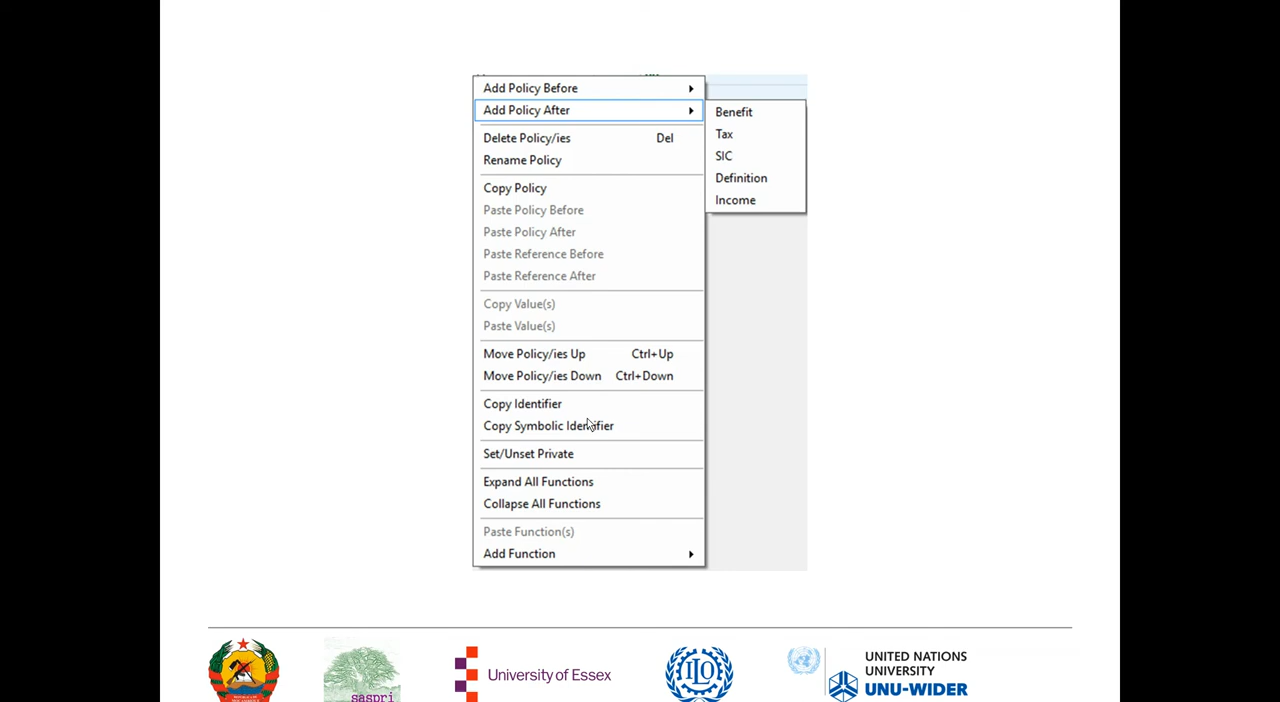 Add Policy Before
Add Policy After
Benefit
Tax
SIC
Definition
Income
Delete Policy/ies Del
Rename Policy
Copy Policy
Paste Policy Before
Paste Policy After
Paste Reference Before
Paste Reference After
Copy Value(s)
Paste Value(s)
Move Policy/ies Up Ctrl+Up
Move Policy/ies Down Ctrl+Down
Copy Identifier
Copy Symbolic Identifier
Set/Unset Private
Expand All Functions
Collapse All Functions
Paste Function(s)
Add Function
saspri
University of Essex
ILO
UNITED NATIONS
UNIVERSITY
UNU-WIDER